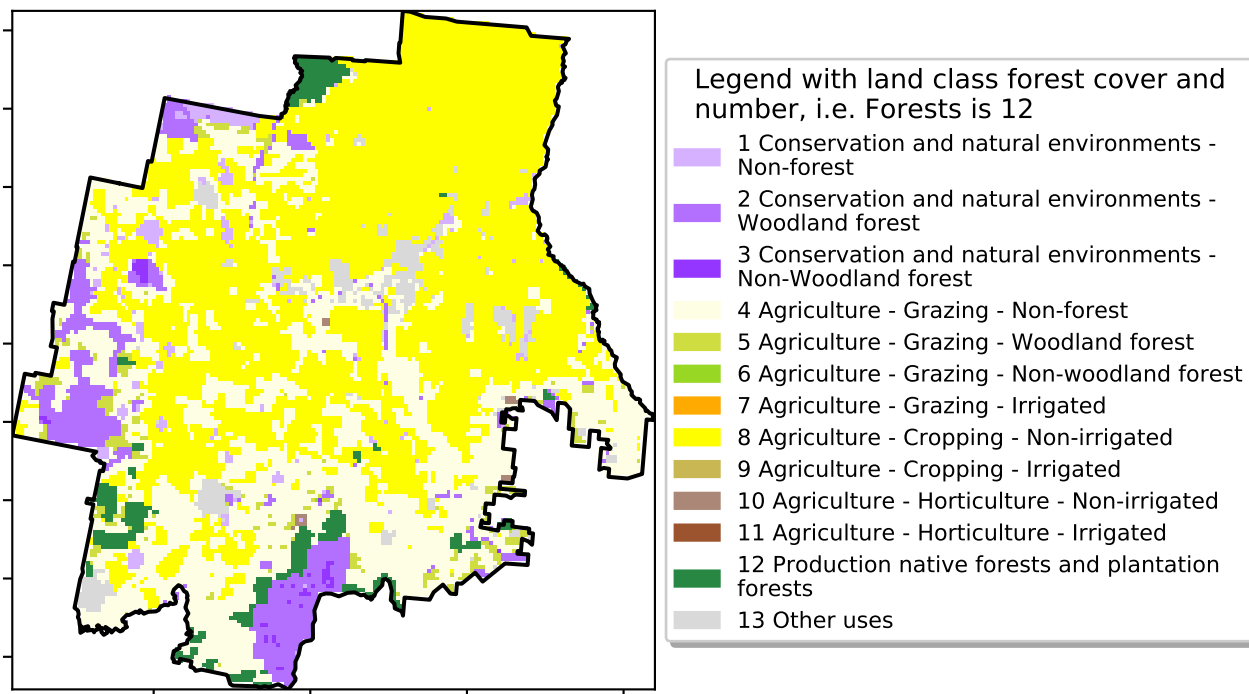 Legend with land class forest cover and
number, i.e. Forests is 12
1 Conservation and natural environments -
Non-forest
2 Conservation and natural environments -
Woodland forest
3 Conservation and natural environments -
Non-Woodland forest
4 Agriculture - Grazing - Non-forest
5 Agriculture - Grazing - Woodland forest
6 Agriculture - Grazing - Non-woodland forest
7 Agriculture - Grazing - Irrigated
8 Agriculture - Cropping - Non-irrigated
9 Agriculture - Cropping - Irrigated
10 Agriculture - Horticulture - Non-irrigated
11 Agriculture - Horticulture - Irrigated
12 Production native forests and plantation
forests
13 Other uses